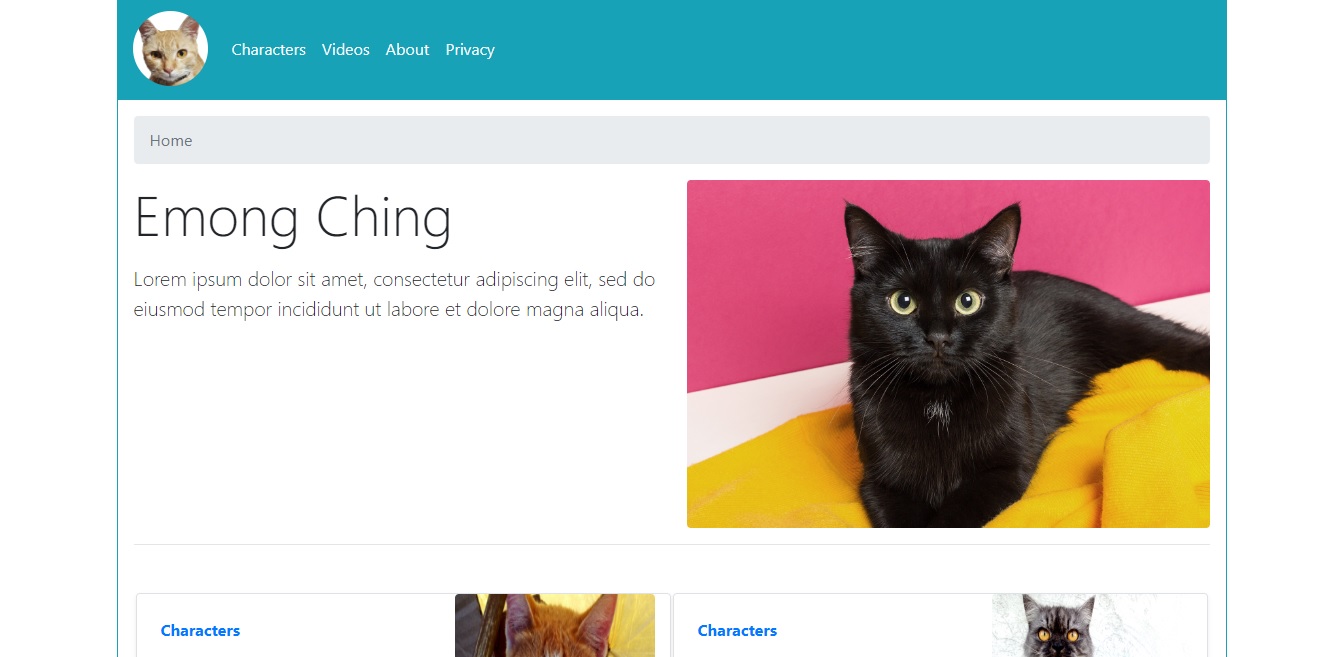 Characters Videos About Privacy
Home
Emong Ching
Lorem ipsum dolor sit amet, consectetur adipiscing elit, sed do
eiusmod tempor incididunt ut labore et dolore magna aliqua.
Characters
Characters